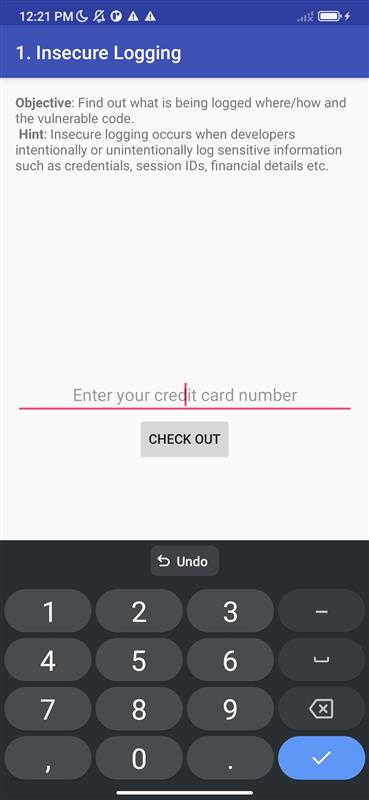 12:21 PM
1. Insecure Logging
Objective: Find out what is being logged where/how and
the vulnerable code.
Hint: Insecure logging occurs when developers
intentionally or unintentionally log sensitive information
such as credentials, session IDs, financial details etc.
Enter your credit card number
CHECK OUT
Undo
1 2 3 –
4 5 6
7 8 9
, 0 .